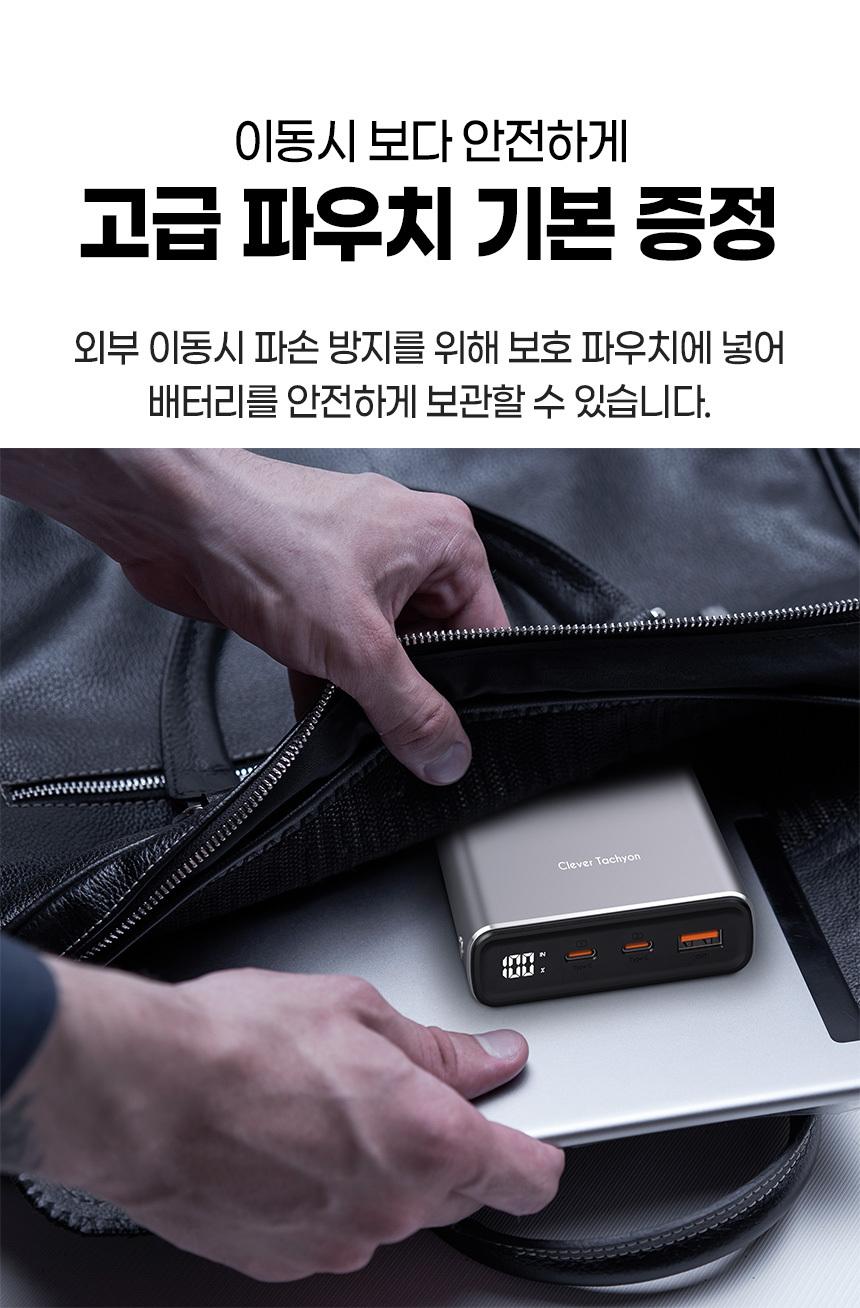 이동시 보다 안전하게
고급 파우치 기본 증정
외부 이동시 파손 방지를 위해 보호 파우치에 넣어
배터리를 안전하게 보관할 수 있습니다.
Clever Tachyon
100
IN